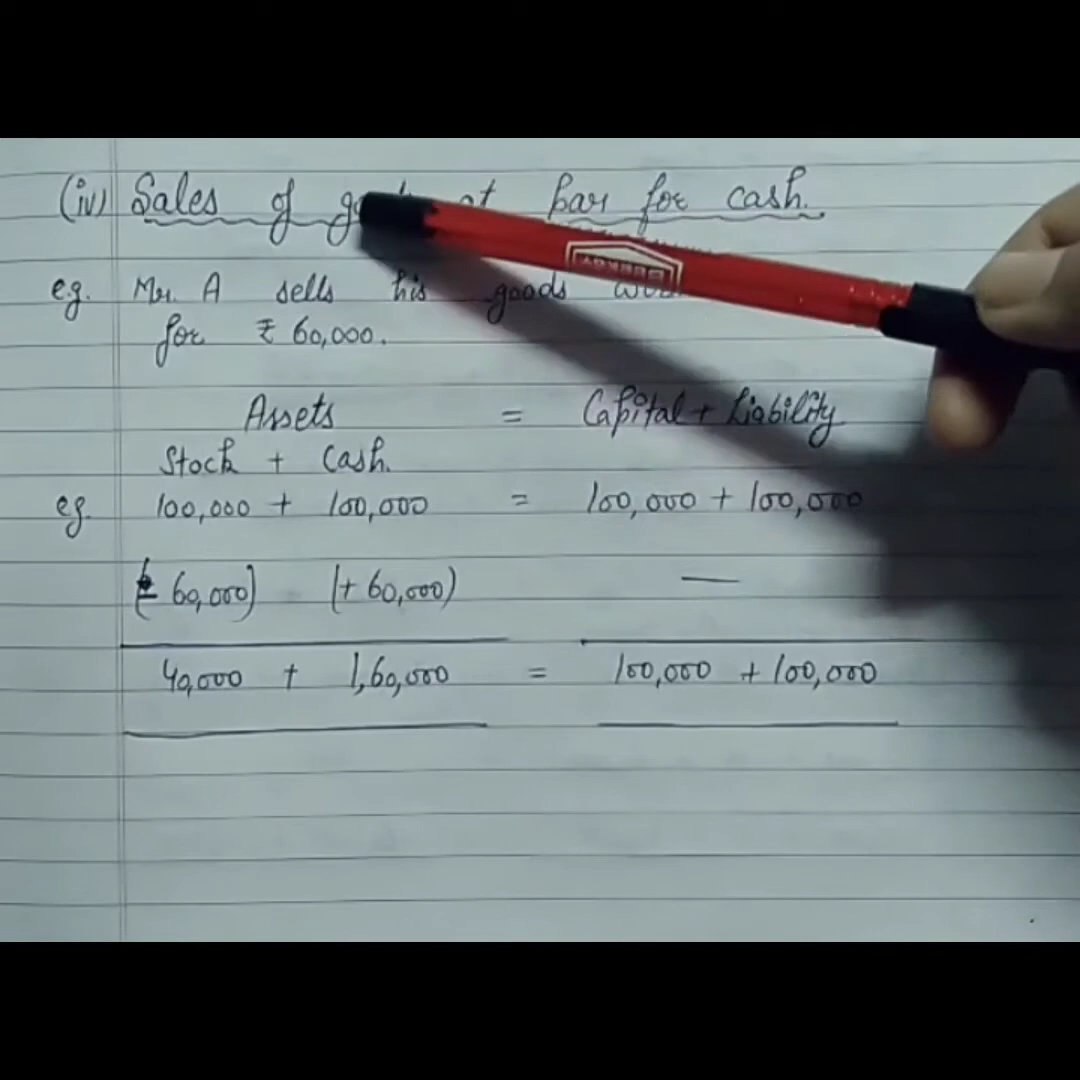 (iv) Sales of at par for cash.
e.g. Mr. A sells his goods
for ₹ 60,000.
Assets = Capital + Liability
Stock + Cash.
eg. 100,000 + 100,000 = 100,000 + 100,000
(- 60,000) (+ 60,000) —
40,000 + 1,60,000 = 100,000 + 100,000